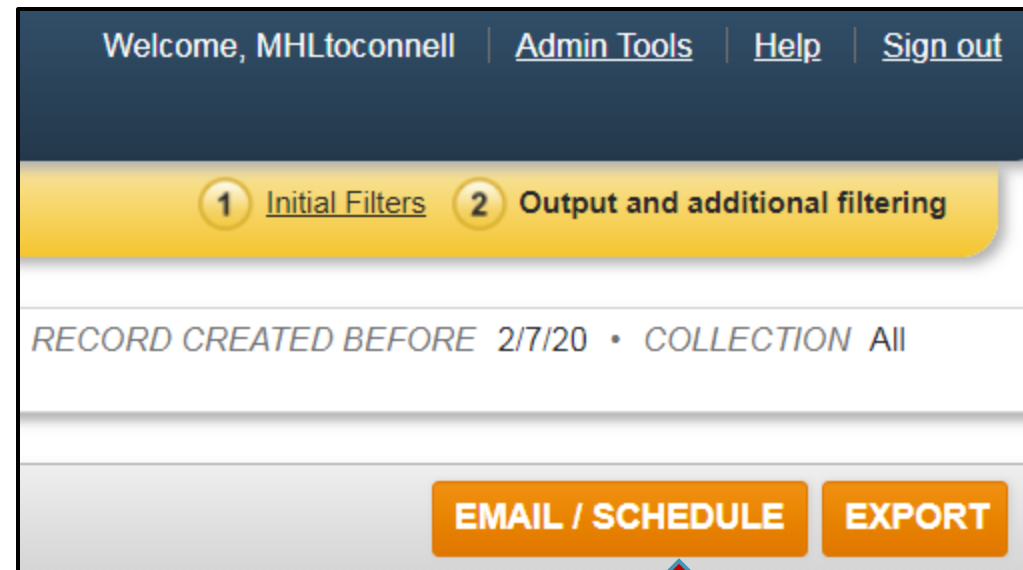 Welcome, MHLtoconnell Admin Tools Help Sign out
1 Initial Filters 2 Output and additional filtering
RECORD CREATED BEFORE 2/7/20 • COLLECTION All
EMAIL / SCHEDULE EXPORT